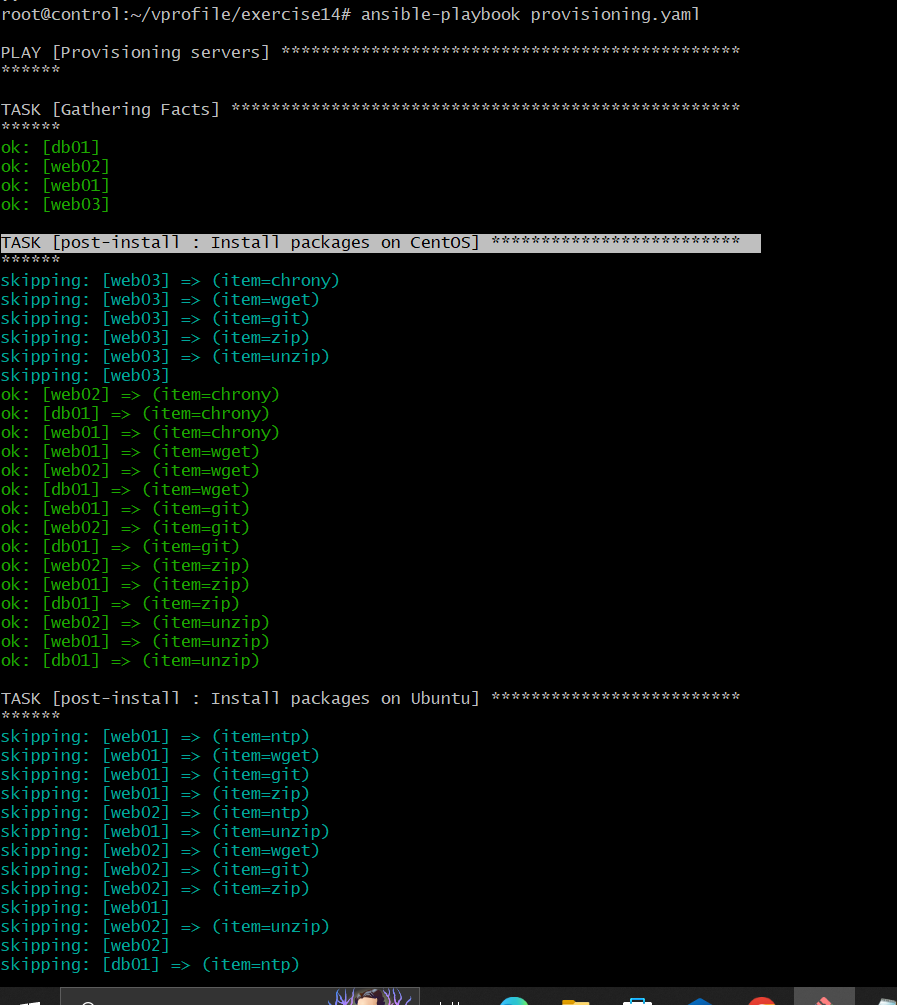 root@control:~/vprofile/exercise14# ansible-playbook provisioning.yaml
PLAY [Provisioning servers] **********************************************
******
TASK [Gathering Facts] ***************************************************
******
ok: [db01]
ok: [web02]
ok: [web01]
ok: [web03]
TASK [post-install : Install packages on CentOS] *************************
******
skipping: [web03] => (item=chrony)
skipping: [web03] => (item=wget)
skipping: [web03] => (item=git)
skipping: [web03] => (item=zip)
skipping: [web03] => (item=unzip)
skipping: [web03]
ok: [web02] => (item=chrony)
ok: [db01] => (item=chrony)
ok: [web01] => (item=chrony)
ok: [web01] => (item=wget)
ok: [web02] => (item=wget)
ok: [db01] => (item=wget)
ok: [web01] => (item=git)
ok: [web02] => (item=git)
ok: [db01] => (item=git)
ok: [web02] => (item=zip)
ok: [web01] => (item=zip)
ok: [db01] => (item=zip)
ok: [web02] => (item=unzip)
ok: [web01] => (item=unzip)
ok: [db01] => (item=unzip)
TASK [post-install : Install packages on Ubuntu] *************************
******
skipping: [web01] => (item=ntp)
skipping: [web01] => (item=wget)
skipping: [web01] => (item=git)
skipping: [web01] => (item=zip)
skipping: [web02] => (item=ntp)
skipping: [web01] => (item=unzip)
skipping: [web02] => (item=wget)
skipping: [web02] => (item=git)
skipping: [web02] => (item=zip)
skipping: [web01]
skipping: [web02] => (item=unzip)
skipping: [web02]
skipping: [db01] => (item=ntp)